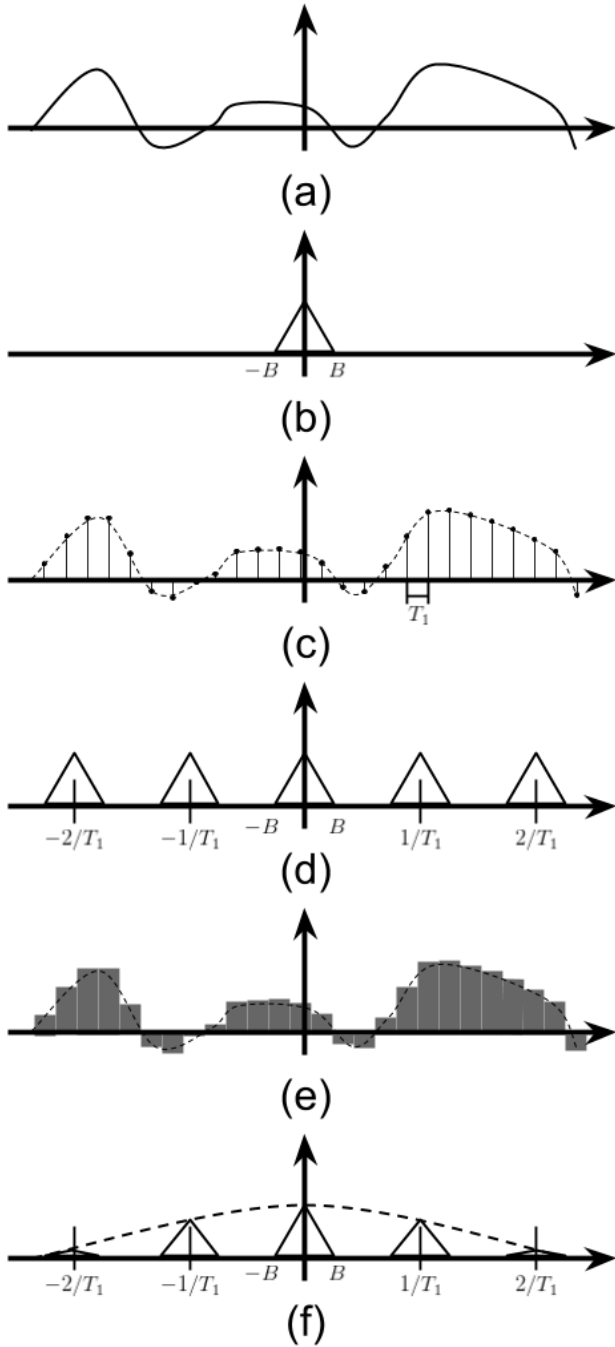 (a)
−B B
(b)
T₁
(c)
−2/T₁ −1/T₁ −B B 1/T₁ 2/T₁
(d)
(e)
−2/T₁ −1/T₁ −B B 1/T₁ 2/T₁
(f)